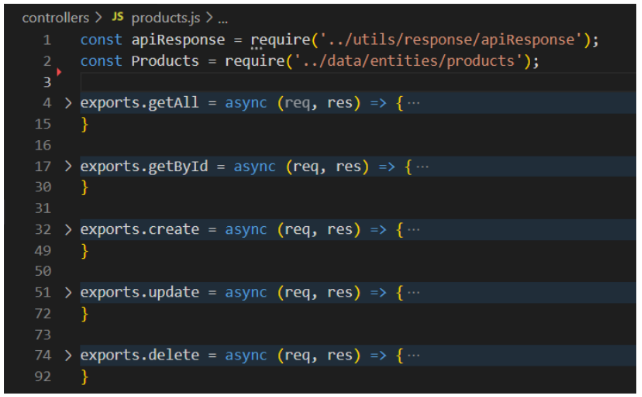 controllers > JS products.js > ...
1 const apiResponse = require('../utils/response/apiResponse');
2 const Products = require('../data/entities/products');
3
4 > exports.getAll = async (req, res) => { ...
15 }
16
17 > exports.getById = async (req, res) => { ...
30 }
31
32 > exports.create = async (req, res) => { ...
49 }
50
51 > exports.update = async (req, res) => { ...
72 }
73
74 > exports.delete = async (req, res) => { ...
92 }